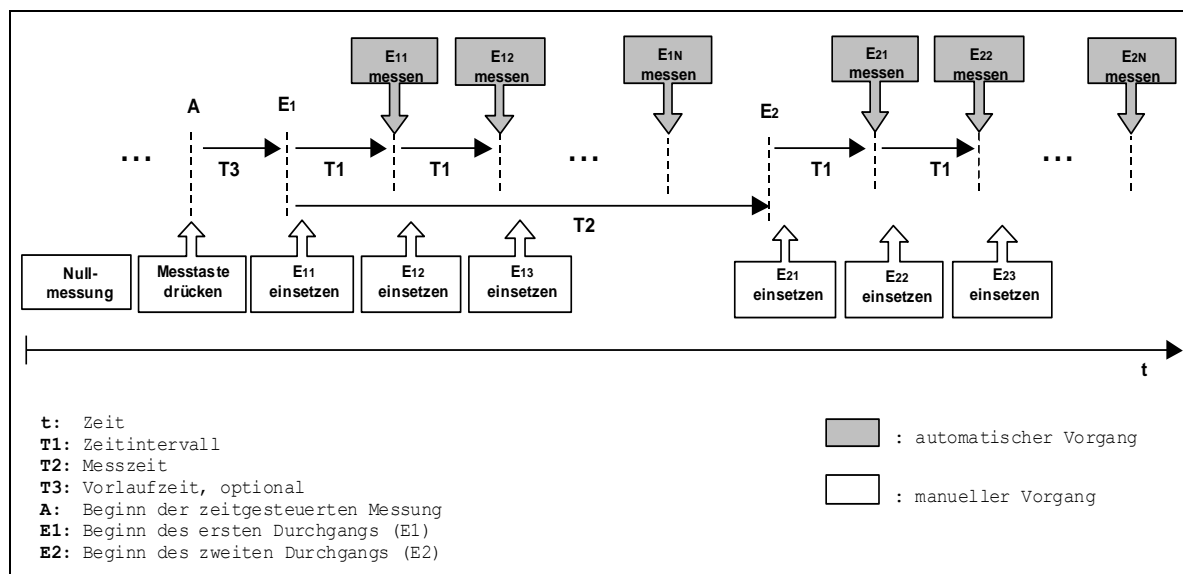 E11 messen
E12 messen
E1N messen
E21 messen
E22 messen
E2N messen
A
E1
E2
...
T3
T1
T1
...
T1
T1
...
T2
Null-
messung
Messtaste
drücken
E11
einsetzen
E12
einsetzen
E13
einsetzen
E21
einsetzen
E22
einsetzen
E23
einsetzen
t
t: Zeit
T1: Zeitintervall
T2: Messzeit
T3: Vorlaufzeit, optional
A: Beginn der zeitgesteuerten Messung
E1: Beginn des ersten Durchgangs (E1)
E2: Beginn des zweiten Durchgangs (E2)
: automatischer Vorgang
: manueller Vorgang